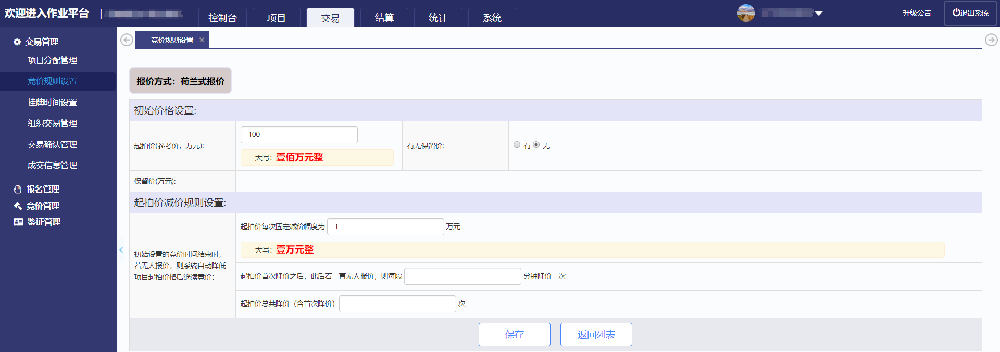 欢迎进入作业平台 |
控制台 项目 交易 结算 统计 系统
升级公告 退出系统
交易管理
项目分配管理
竞价规则设置
挂牌时间设置
组织交易管理
交易确认管理
成交信息管理
报名管理
竞价管理
鉴证管理
竞价规则设置 ×
报价方式：荷兰式报价
初始价格设置:
起拍价(参考价，万元):
100
大写：壹佰万元整
有无保留价:
有 无
保留价(万元):
起拍价减价规则设置:
初始设置的竞价时间结束时，
若无人报价，则系统自动降低
项目起拍价格后继续竞价：
起拍价每次固定减价幅度为 1 万元
大写：壹万元整
起拍价首次降价之后，此后若一直无人报价，则每隔 分钟降价一次
起拍价总共降价（含首次降价） 次
保存 返回列表